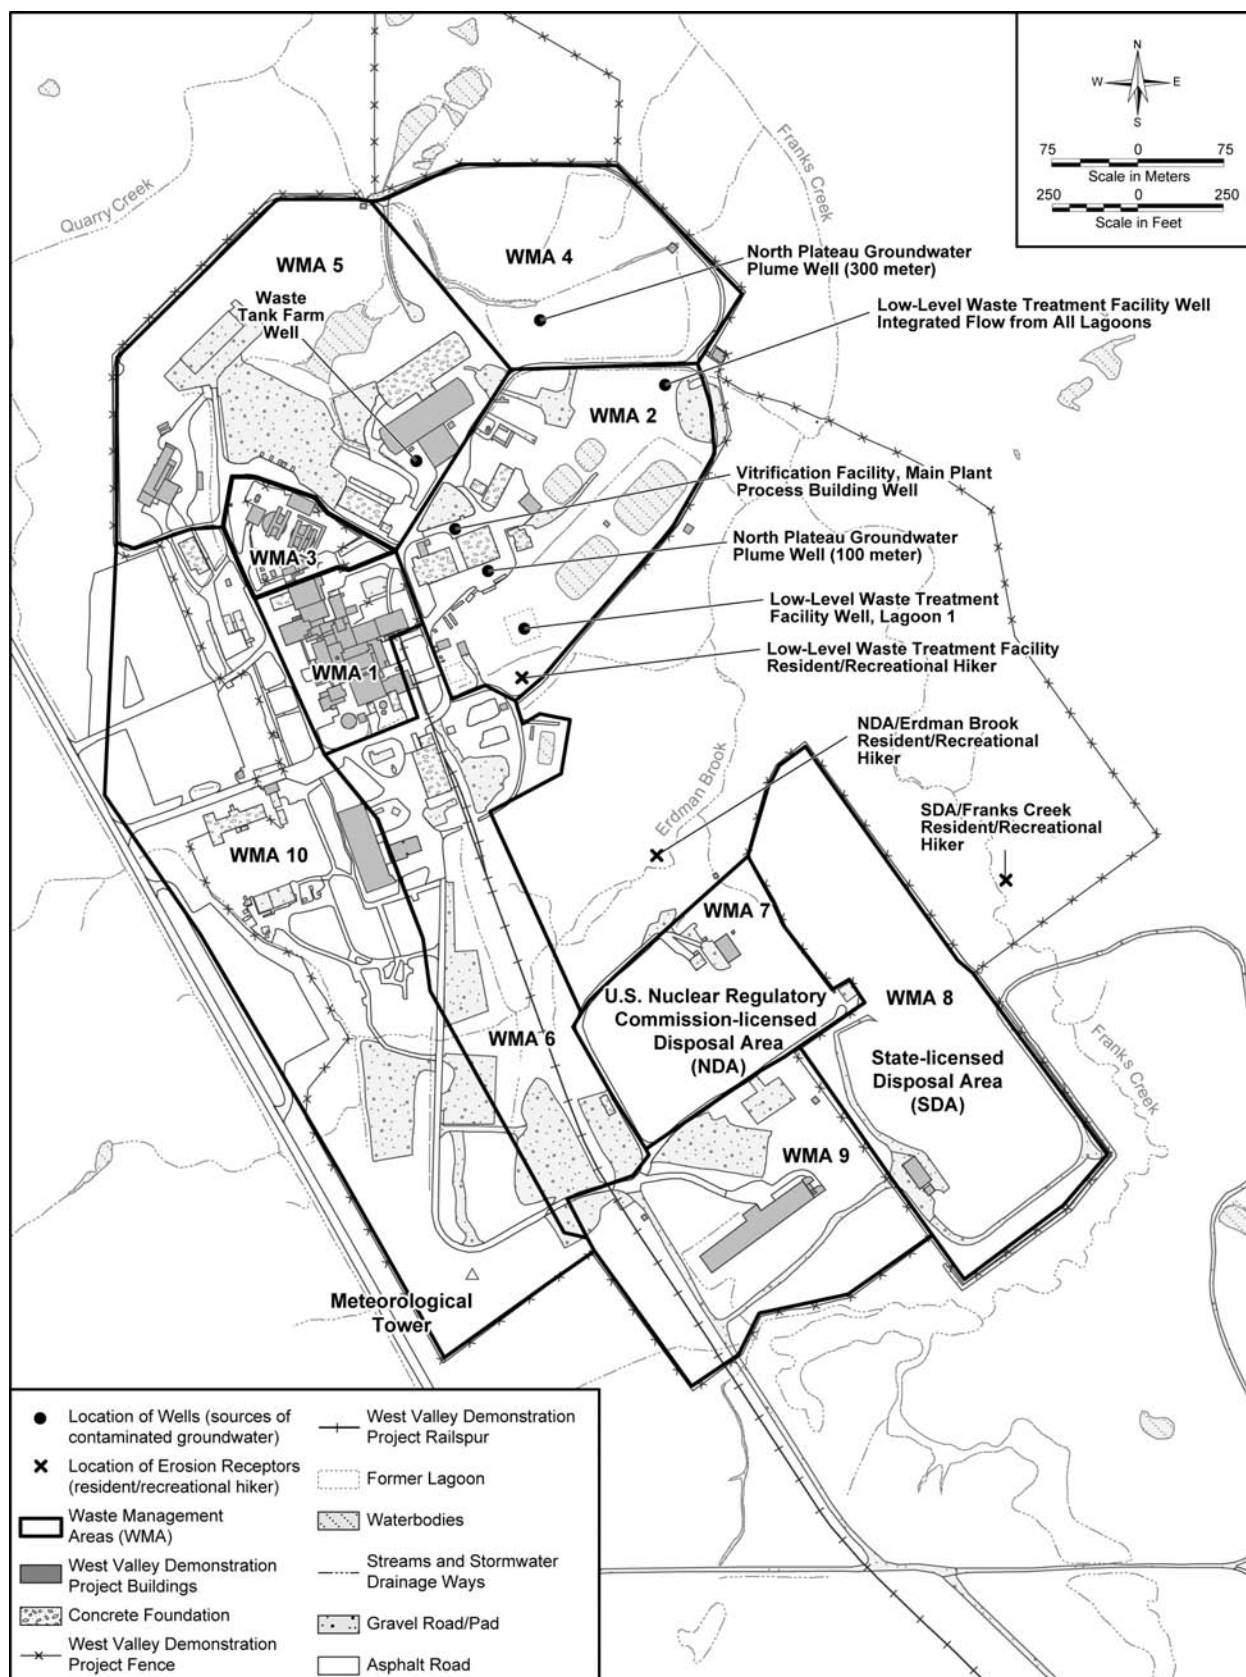 N
W E
S
75 0 75
Scale in Meters
250 0 250
Scale in Feet
Quarry Creek
Franks Creek
WMA 5
WMA 4
Waste
Tank Farm
Well
North Plateau Groundwater
Plume Well (300 meter)
Low-Level Waste Treatment Facility Well
Integrated Flow from All Lagoons
WMA 2
Vitrification Facility, Main Plant
Process Building Well
WMA 3
North Plateau Groundwater
Plume Well (100 meter)
Low-Level Waste Treatment
Facility Well, Lagoon 1
WMA 1
Low-Level Waste Treatment Facility
Resident/Recreational Hiker
NDA/Erdman Brook
Resident/Recreational
Hiker
Erdman Brook
SDA/Franks Creek
Resident/Recreational
Hiker
WMA 10
WMA 7
U.S. Nuclear Regulatory
Commission-licensed
Disposal Area
(NDA)
WMA 8
State-licensed
Disposal Area
(SDA)
WMA 6
Franks Creek
WMA 9
Meteorological
Tower
Location of Wells (sources of
contaminated groundwater)
Location of Erosion Receptors
(resident/recreational hiker)
Waste Management
Areas (WMA)
West Valley Demonstration
Project Buildings
Concrete Foundation
West Valley Demonstration
Project Fence
West Valley Demonstration
Project Railspur
Former Lagoon
Waterbodies
Streams and Stormwater
Drainage Ways
Gravel Road/Pad
Asphalt Road